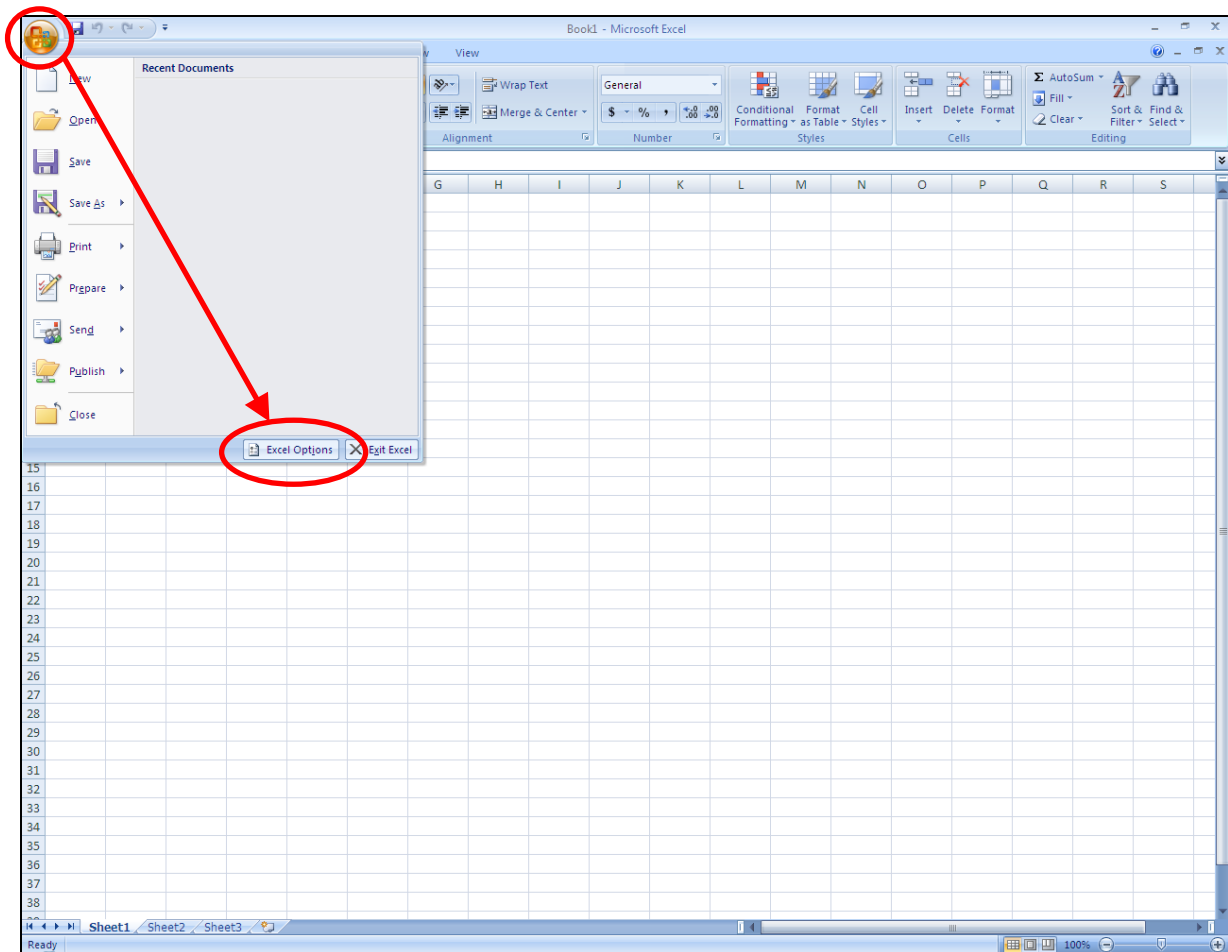 Book1 - Microsoft Excel
View
New
Open
Save
Save As
Print
Prepare
Send
Publish
Close
Recent Documents
Excel Options
Exit Excel
Wrap Text
Merge & Center
Alignment
General
$ % , .0 .00 .00 .0
Number
Conditional Formatting
Format as Table
Cell Styles
Styles
Insert
Delete
Format
Cells
Σ AutoSum
Fill
Clear
Sort & Filter
Find & Select
Editing
G H I J K L M N O P Q R S
15
16
17
18
19
20
21
22
23
24
25
26
27
28
29
30
31
32
33
34
35
36
37
38
Sheet1 Sheet2 Sheet3
Ready
100%